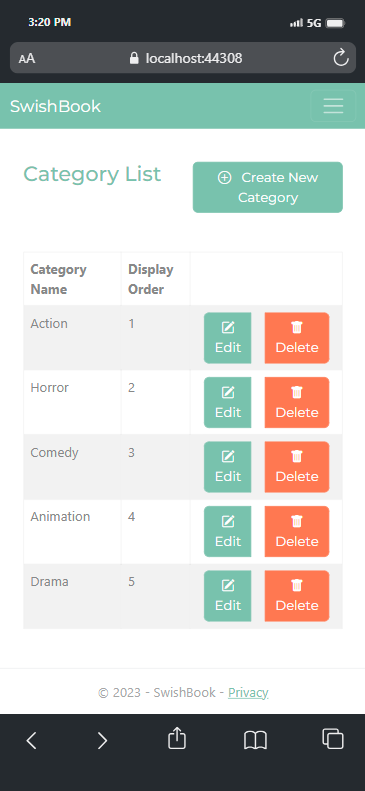 3:20 PM
5G
AA
localhost:44308
SwishBook
Category List
Create New
Category
Category
Name
Display
Order
Action
1
Edit
Delete
Horror
2
Edit
Delete
Comedy
3
Edit
Delete
Animation
4
Edit
Delete
Drama
5
Edit
Delete
© 2023 - SwishBook - Privacy